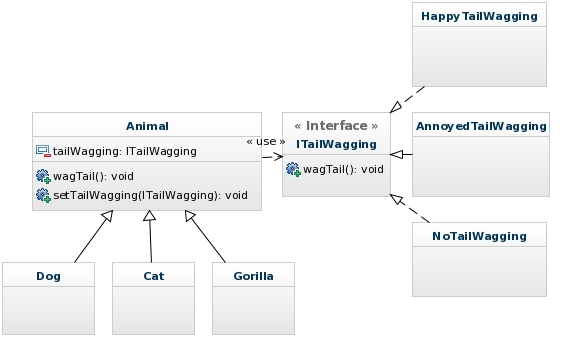 HappyTailWagging
Animal
tailWagging: ITailWagging
wagTail(): void
setTailWagging(ITailWagging): void
« use »
« Interface »
ITailWagging
wagTail(): void
AnnoyedTailWagging
NoTailWagging
Dog
Cat
Gorilla